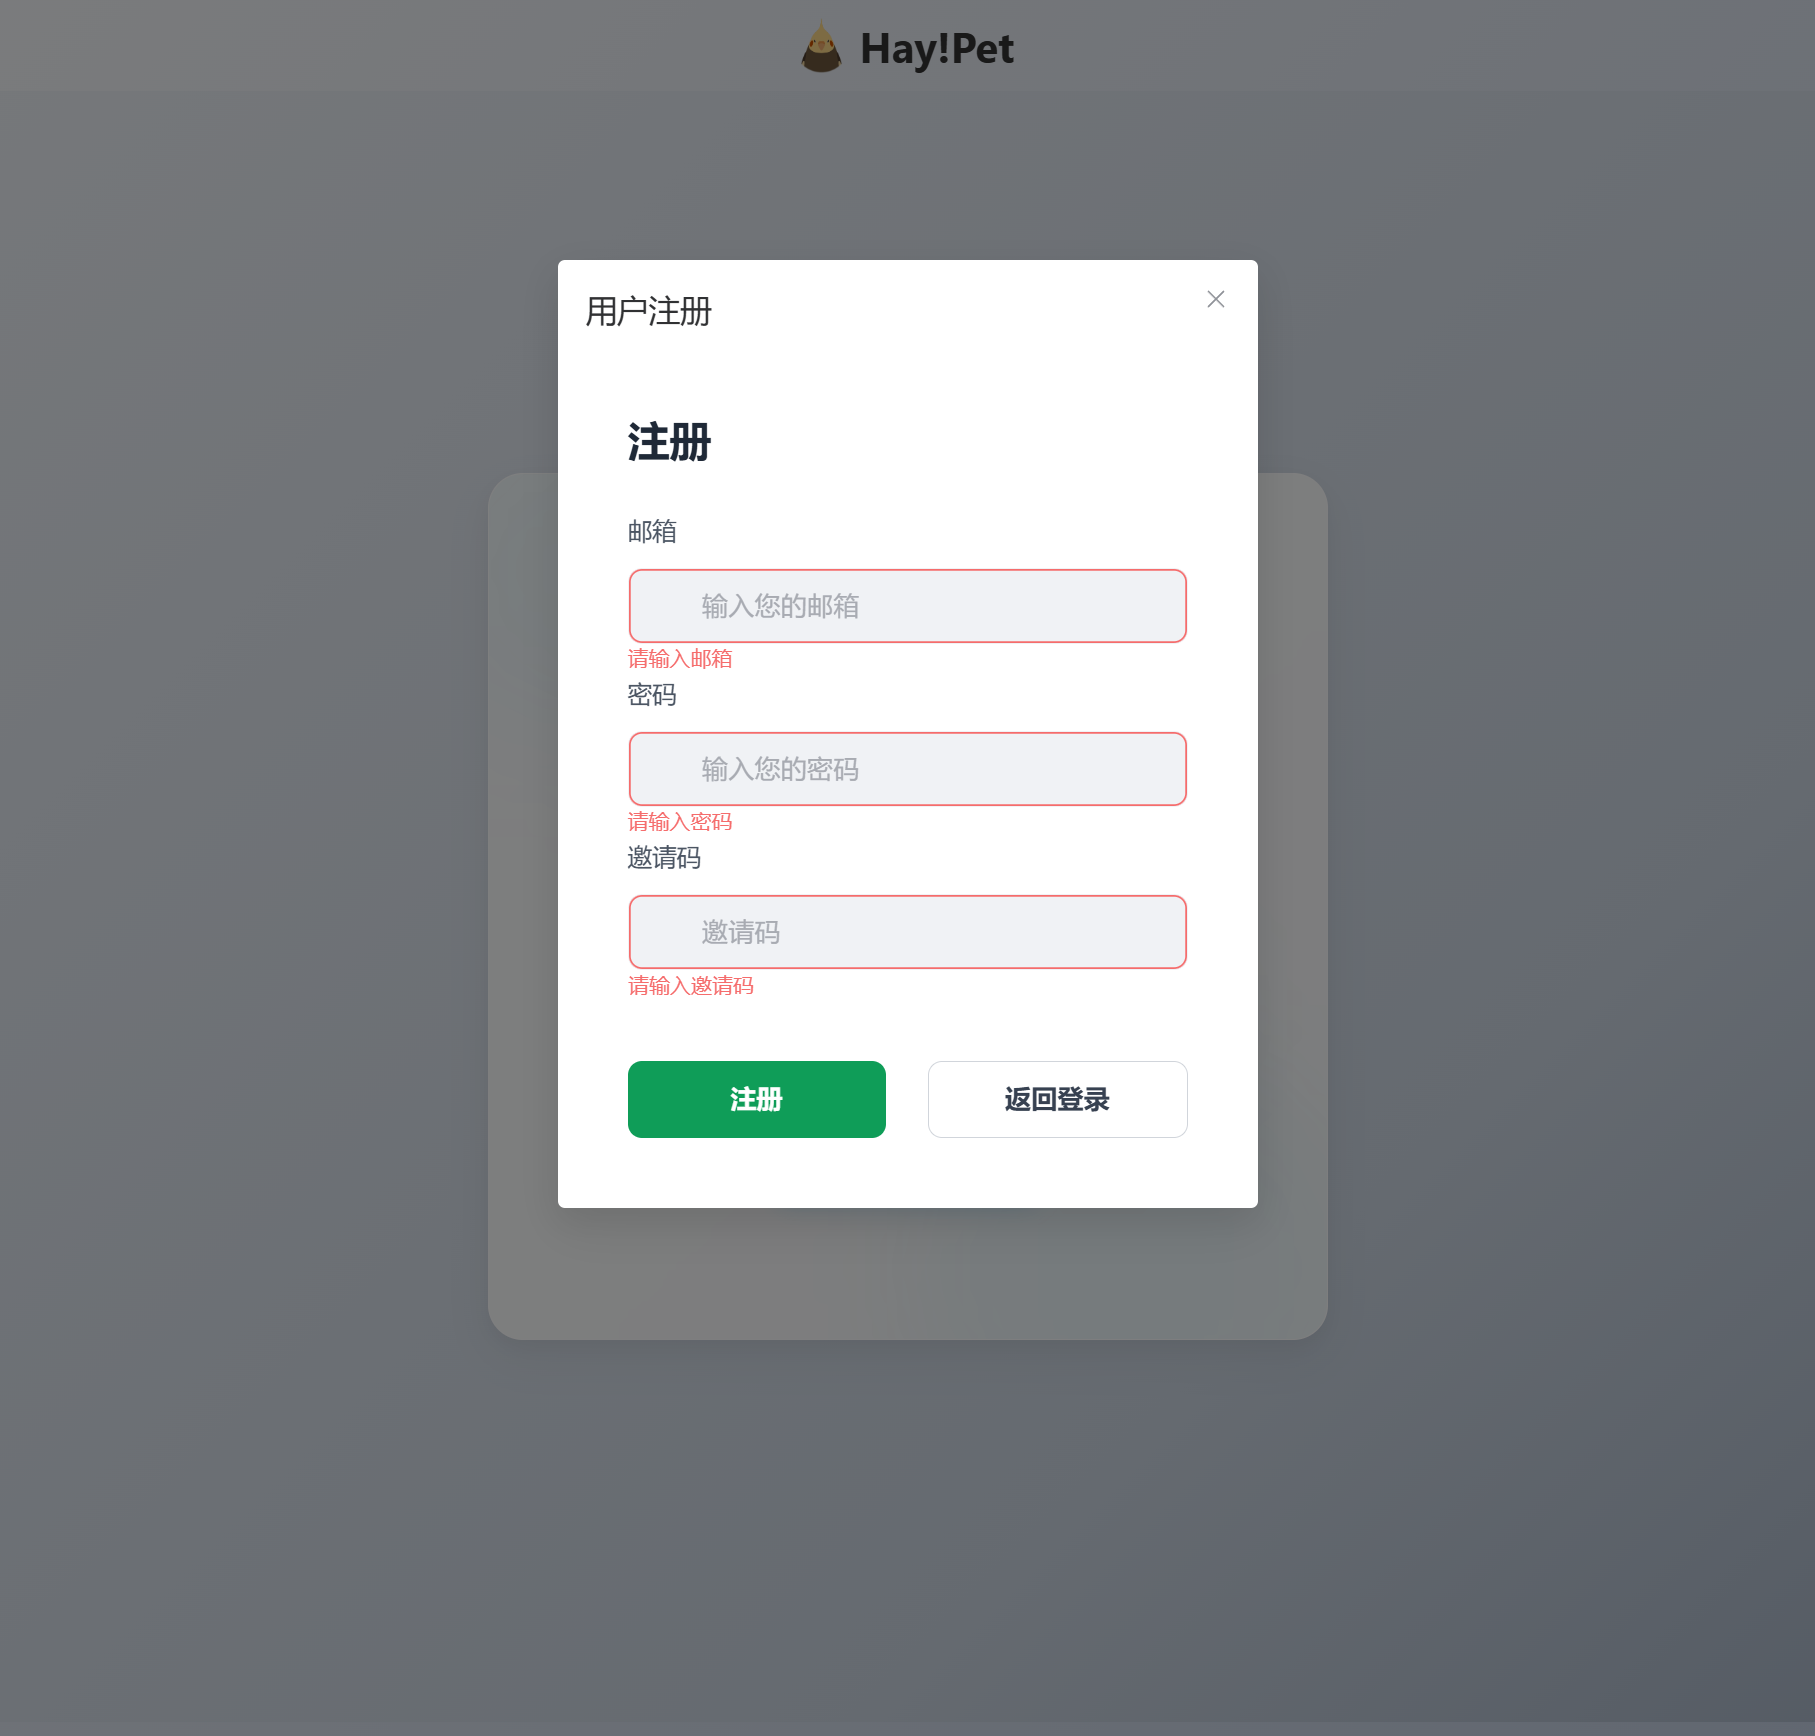 Hay!Pet
用户注册
注册
邮箱
输入您的邮箱
请输入邮箱
密码
输入您的密码
请输入密码
邀请码
邀请码
请输入邀请码
注册
返回登录